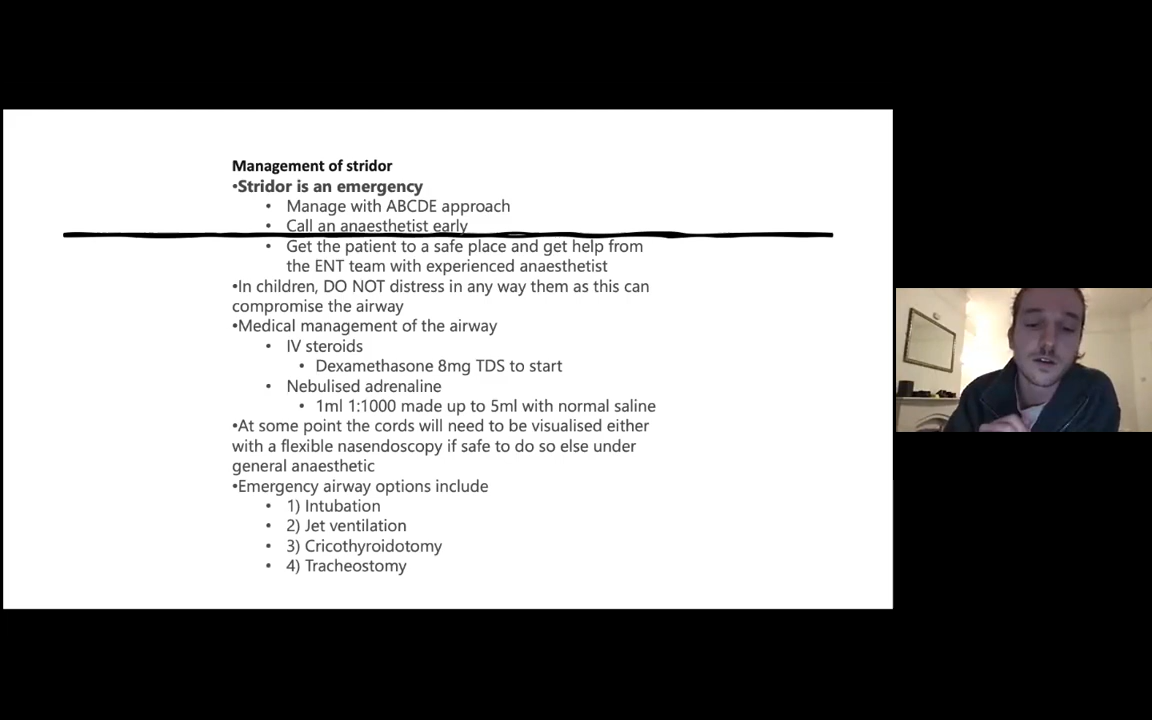 Management of stridor
•Stridor is an emergency
• Manage with ABCDE approach
• Call an anaesthetist early
• Get the patient to a safe place and get help from
the ENT team with experienced anaesthetist
•In children, DO NOT distress in any way them as this can
compromise the airway
•Medical management of the airway
• IV steroids
• Dexamethasone 8mg TDS to start
• Nebulised adrenaline
• 1ml 1:1000 made up to 5ml with normal saline
•At some point the cords will need to be visualised either
with a flexible nasendoscopy if safe to do so else under
general anaesthetic
•Emergency airway options include
• 1) Intubation
• 2) Jet ventilation
• 3) Cricothyroidotomy
• 4) Tracheostomy